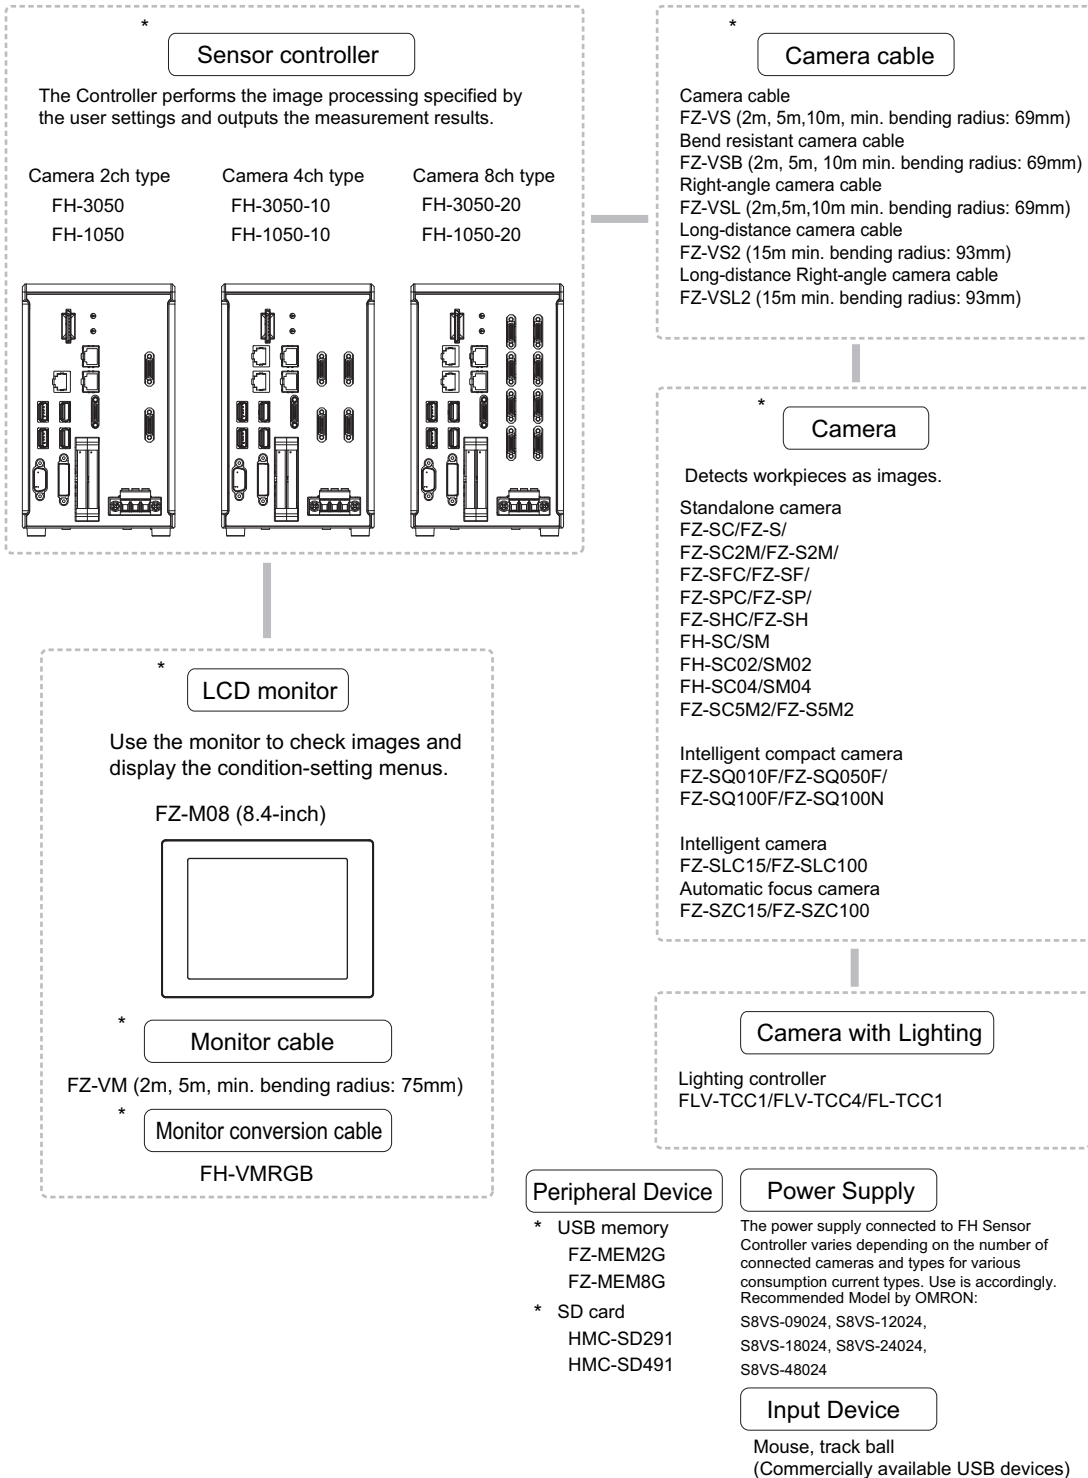 *
Sensor controller
The Controller performs the image processing specified by
the user settings and outputs the measurement results.
Camera 2ch type
FH-3050
FH-1050
Camera 4ch type
FH-3050-10
FH-1050-10
Camera 8ch type
FH-3050-20
FH-1050-20
*
Camera cable
Camera cable
FZ-VS (2m, 5m,10m, min. bending radius: 69mm)
Bend resistant camera cable
FZ-VSB (2m, 5m, 10m min. bending radius: 69mm)
Right-angle camera cable
FZ-VSL (2m,5m,10m min. bending radius: 69mm)
Long-distance camera cable
FZ-VS2 (15m min. bending radius: 93mm)
Long-distance Right-angle camera cable
FZ-VSL2 (15m min. bending radius: 93mm)
*
Camera
Detects workpieces as images.
Standalone camera
FZ-SC/FZ-S/
FZ-SC2M/FZ-S2M/
FZ-SFC/FZ-SF/
FZ-SPC/FZ-SP/
FZ-SHC/FZ-SH
FH-SC/SM
FH-SC02/SM02
FH-SC04/SM04
FZ-SC5M2/FZ-S5M2
Intelligent compact camera
FZ-SQ010F/FZ-SQ050F/
FZ-SQ100F/FZ-SQ100N
Intelligent camera
FZ-SLC15/FZ-SLC100
Automatic focus camera
FZ-SZC15/FZ-SZC100
*
LCD monitor
Use the monitor to check images and
display the condition-setting menus.
FZ-M08 (8.4-inch)
*
Monitor cable
FZ-VM (2m, 5m, min. bending radius: 75mm)
*
Monitor conversion cable
FH-VMRGB
Camera with Lighting
Lighting controller
FLV-TCC1/FLV-TCC4/FL-TCC1
Peripheral Device
* USB memory
FZ-MEM2G
FZ-MEM8G
* SD card
HMC-SD291
HMC-SD491
Power Supply
The power supply connected to FH Sensor
Controller varies depending on the number of
connected cameras and types for various
consumption current types. Use is accordingly.
Recommended Model by OMRON:
S8VS-09024, S8VS-12024,
S8VS-18024, S8VS-24024,
S8VS-48024
Input Device
Mouse, track ball
(Commercially available USB devices)